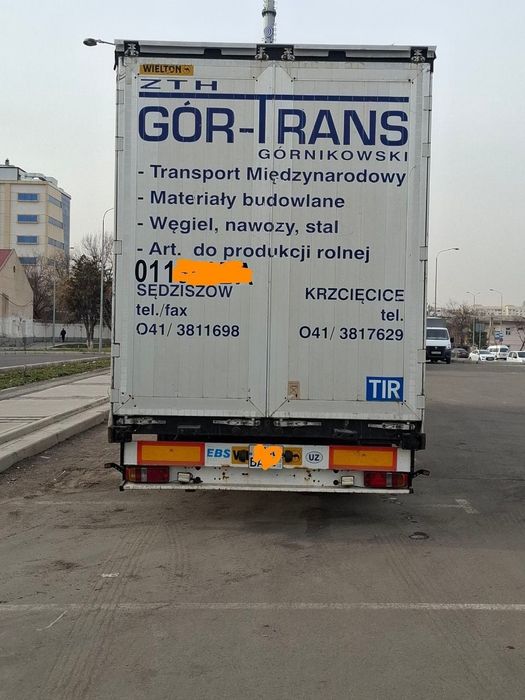 WIELTON
ZTH
GÓR-TRANS
GÓRNIKOWSKI
- Transport Międzynarodowy
- Materiały budowlane
- Węgiel, nawozy, stal
- Art. do produkcji rolnej
011
SĘDZISZÓW
KRZCIĘCICE
tel./fax
tel.
041/ 3811698
041/ 3817629
TIR
EBS
UZ